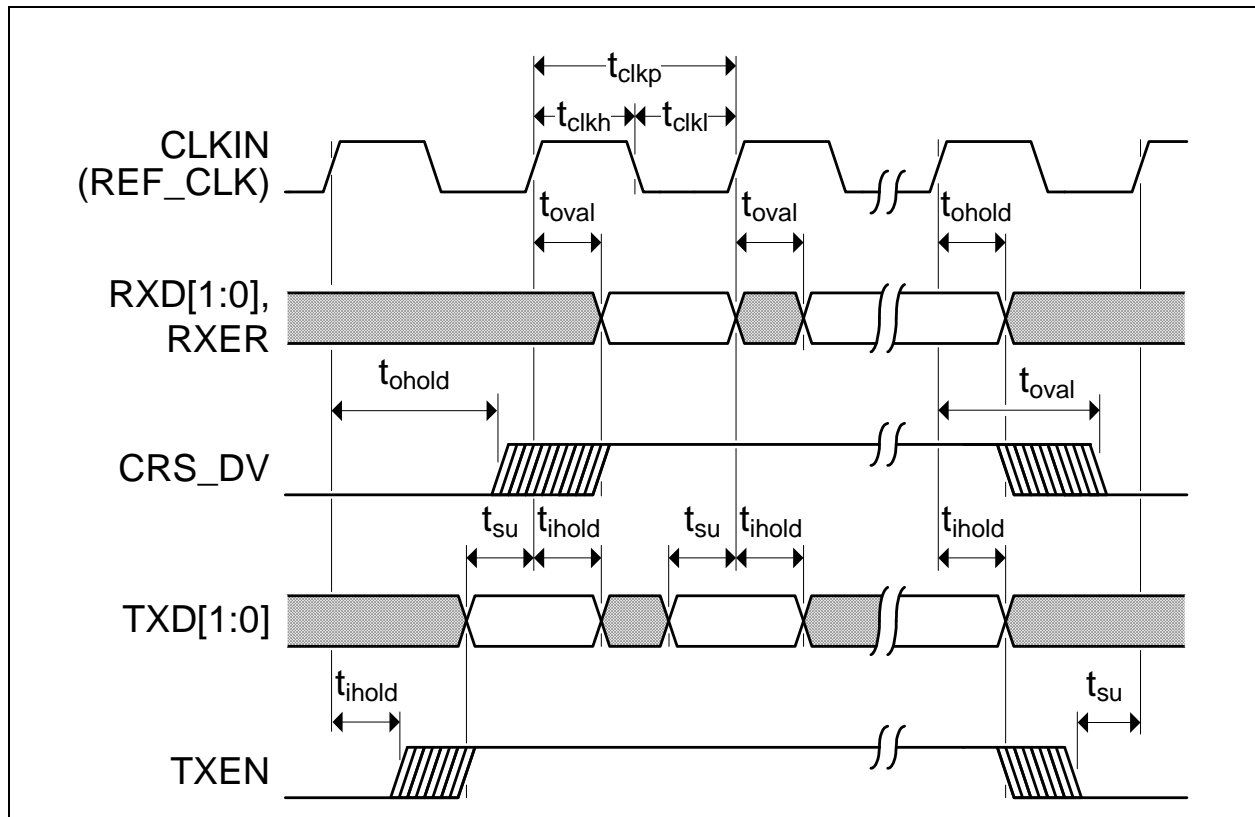 tclkp
tclkh tclkl
CLKIN
(REF_CLK)
toval toval tohold
RXD[1:0],
RXER
tohold toval
CRS_DV
tsu tihold tsu tihold tihold
TXD[1:0]
tihold tsu
TXEN